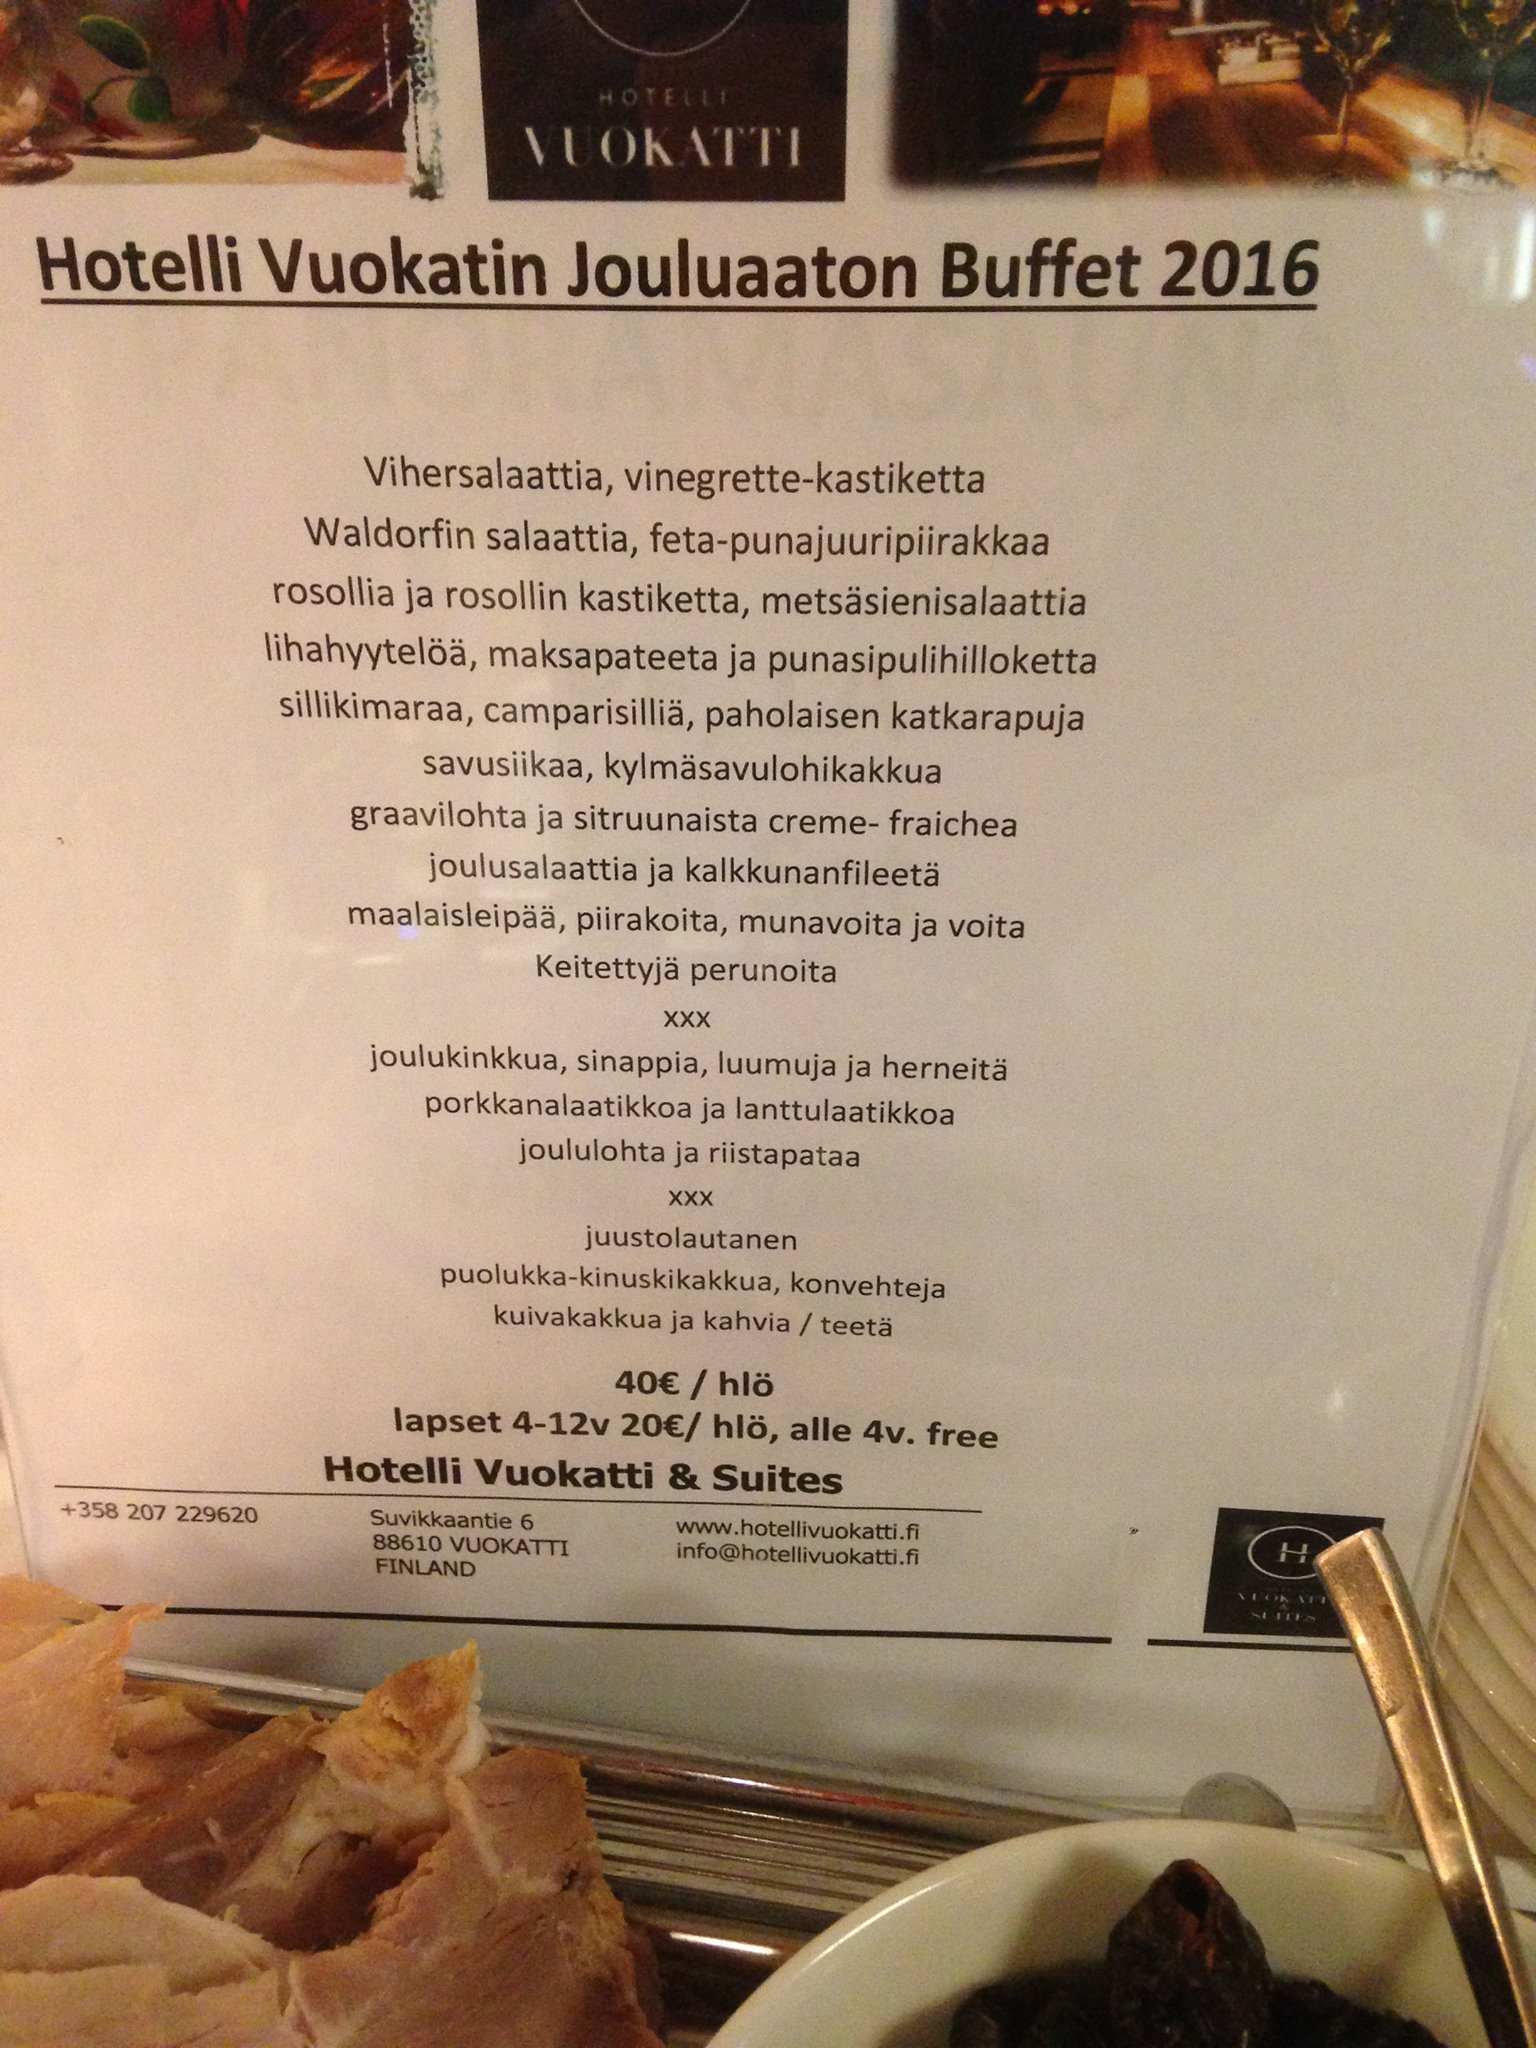 HOTELLI
VUOKATTI
Hotelli Vuokatin Jouluaaton Buffet 2016
Vihersalaattia, vinegrette-kastiketta
Waldorfin salaattia, feta-punajuuripiirakkaa
rosollia ja rosollin kastiketta, metsäsienisalaattia
lihahyytelöä, maksapateeta ja punasipulihilloketta
sillikimaraa, camparisilliä, paholaisen katkarapuja
savusiikaa, kylmäsavulohikakkua
graavilohta ja sitruunaista creme- fraichea
joulusalaattia ja kalkkunanfileetä
maalaisleipää, piirakoita, munavoita ja voita
Keitettyjä perunoita
xxx
joulukinkkua, sinappia, luumuja ja herneitä
porkkanalaatikkoa ja lanttulaatikkoa
joululohta ja riistapataa
xxx
juustolautanen
puolukka-kinuskikakkua, konvehteja
kuivakakkua ja kahvia / teetä
40€ / hlö
lapset 4-12v 20€/ hlö, alle 4v. free
Hotelli Vuokatti & Suites
+358 207 229620
Suvikkaantie 6
88610 VUOKATTI
FINLAND
www.hotellivuokatti.fi
info@hotellivuokatti.fi
H
SUITES